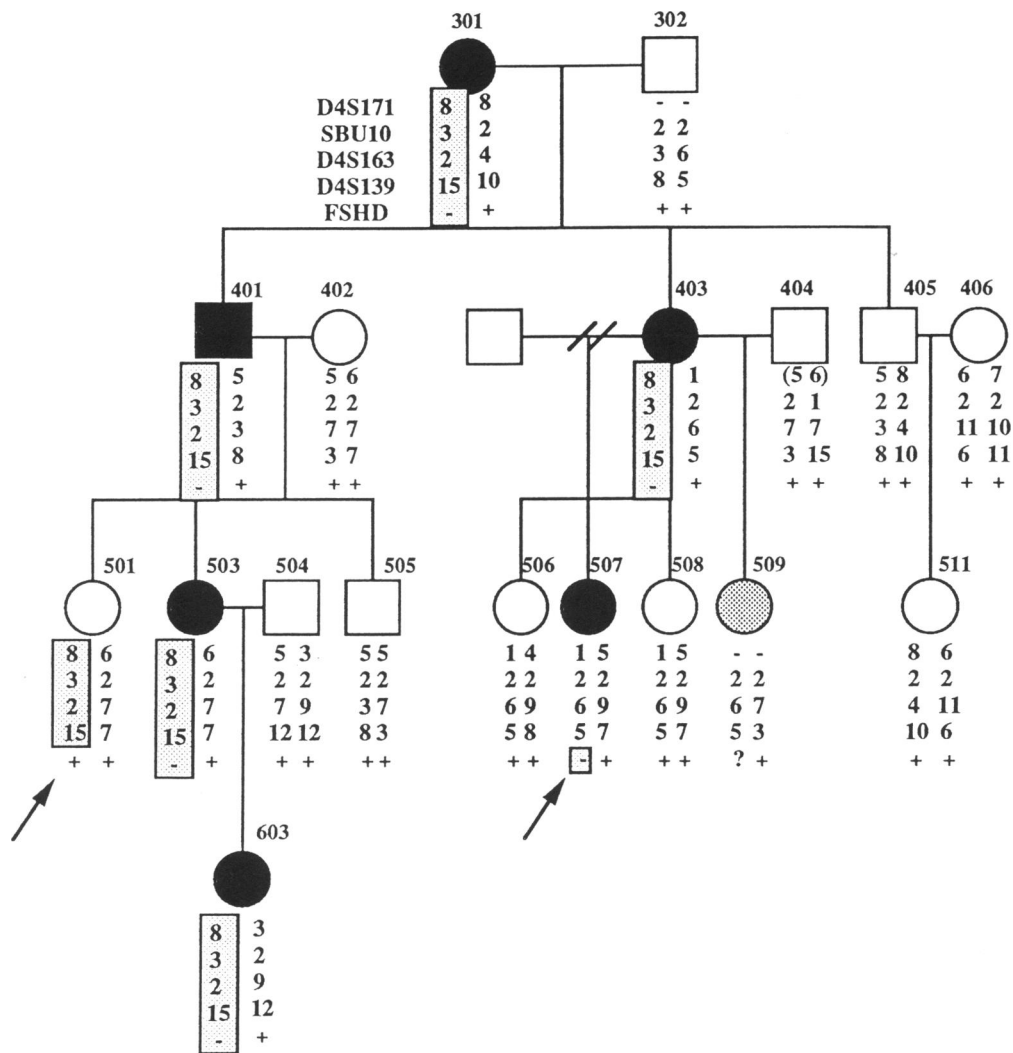 301 302
D4S171 8 8 - -
SBU10 3 2 2 2
D4S163 2 4 3 6
D4S139 15 10 8 5
FSHD - + + +
401 402 403 404 405 406
8 5 5 6 8 1 (5 6) 5 8 6 7
3 2 2 2 3 2 2 1 2 2 2 2
2 3 7 7 2 6 7 7 3 4 11 10
15 8 3 7 15 5 3 15 8 10 6 11
- + + + - + + + + + + +
501 503 504 505 506 507 508 509 511
8 6 8 6 5 3 5 5 1 4 1 5 1 5 - - 8 6
3 2 3 2 2 2 2 2 2 2 2 2 2 2 2 2 2 2
2 7 2 7 7 9 3 7 6 9 6 9 6 9 6 7 4 11
15 7 15 7 12 12 8 3 5 8 5 7 5 7 5 3 10 6
+ + - + + + + + + + - + + + ? + + +
603
8 3
3 2
2 9
15 12
- +